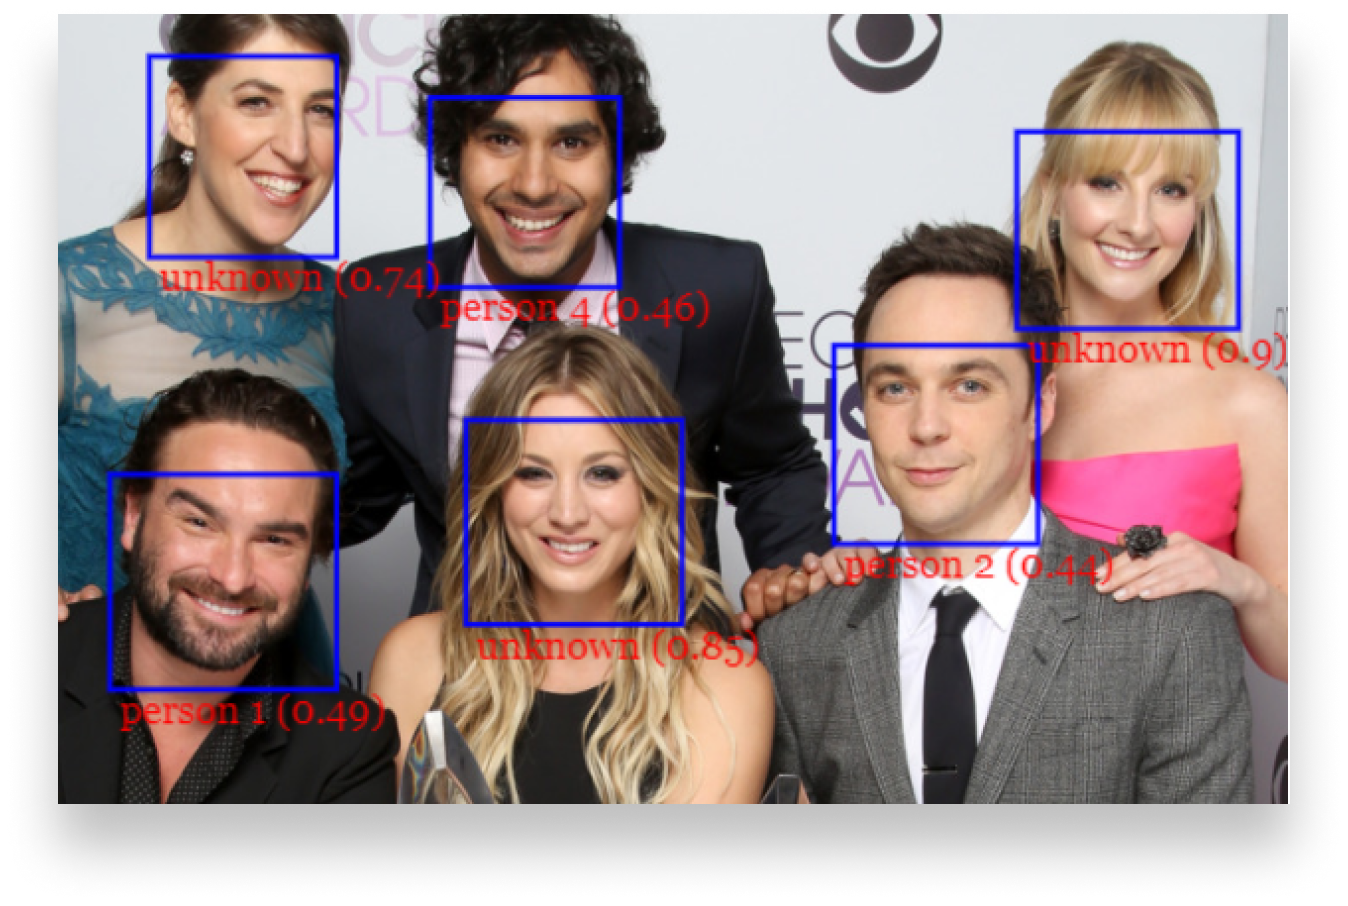 unknown (0.74)
person 4 (0.46)
unknown (0.9)
person 2 (0.44)
unknown (0.85)
person 1 (0.49)